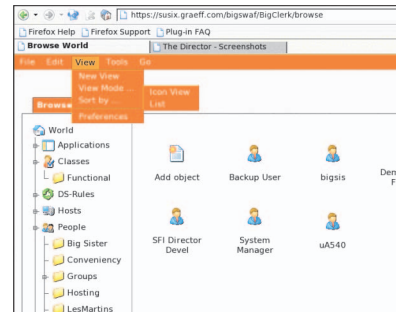 https://susix.graeff.com/bigswaf/BigClerk/browse
Firefox Help Firefox Support Plug-in FAQ
Browse World The Director - Screenshots
File Edit View Tools Go
New View
View Mode ...
Sort by ...
Preferences
Icon View
List
Browse
World
Applications
Classes
Functional
DS-Rules
Hosts
People
Big Sister
Conveniency
Groups
Hosting
LesMartins
Add object Backup User bigsis
SFI Director
Devel
System
Manager
uA540